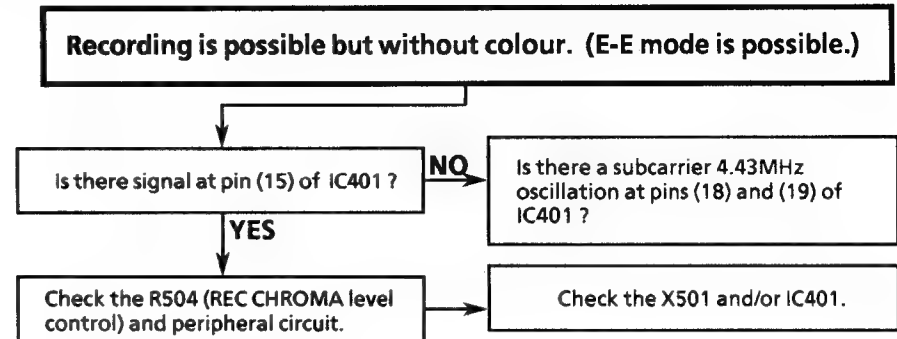 Recording is possible but without colour. (E-E mode is possible.)
Is there signal at pin (15) of IC401 ?
NO
Is there a subcarrier 4.43MHz
oscillation at pins (18) and (19) of
IC401 ?
YES
Check the R504 (REC CHROMA level
control) and peripheral circuit.
Check the X501 and/or IC401.